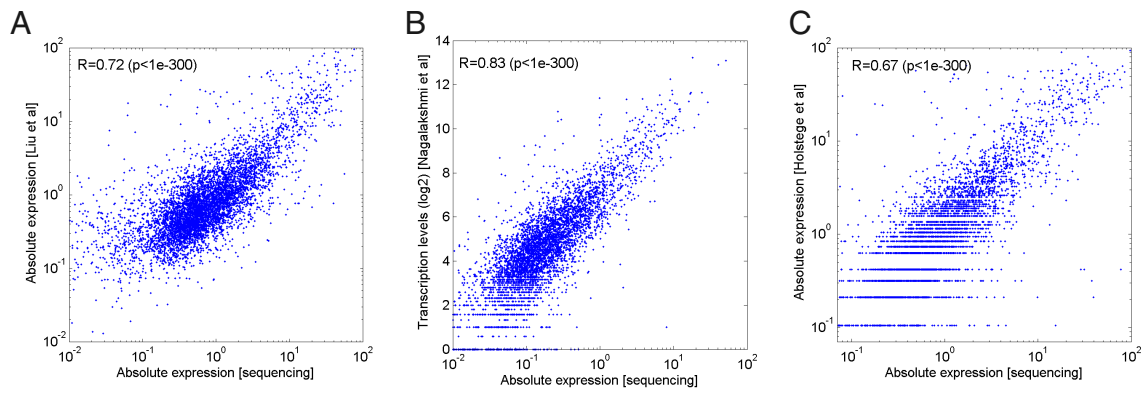 A
R=0.72 (p<1e-300)
Absolute expression [Liu et al]
10^2
10^1
10^0
10^-1
10^-2
10^-2 10^-1 10^0 10^1 10^2
Absolute expression [sequencing]
B
R=0.83 (p<1e-300)
Transcription levels (log2) [Nagalakshmi et al]
14
12
10
8
6
4
2
0
10^-2 10^-1 10^0 10^1 10^2
Absolute expression [sequencing]
C
R=0.67 (p<1e-300)
Absolute expression [Holstege et al]
10^2
10^1
10^0
10^-1
10^-1 10^0 10^1 10^2
Absolute expression [sequencing]